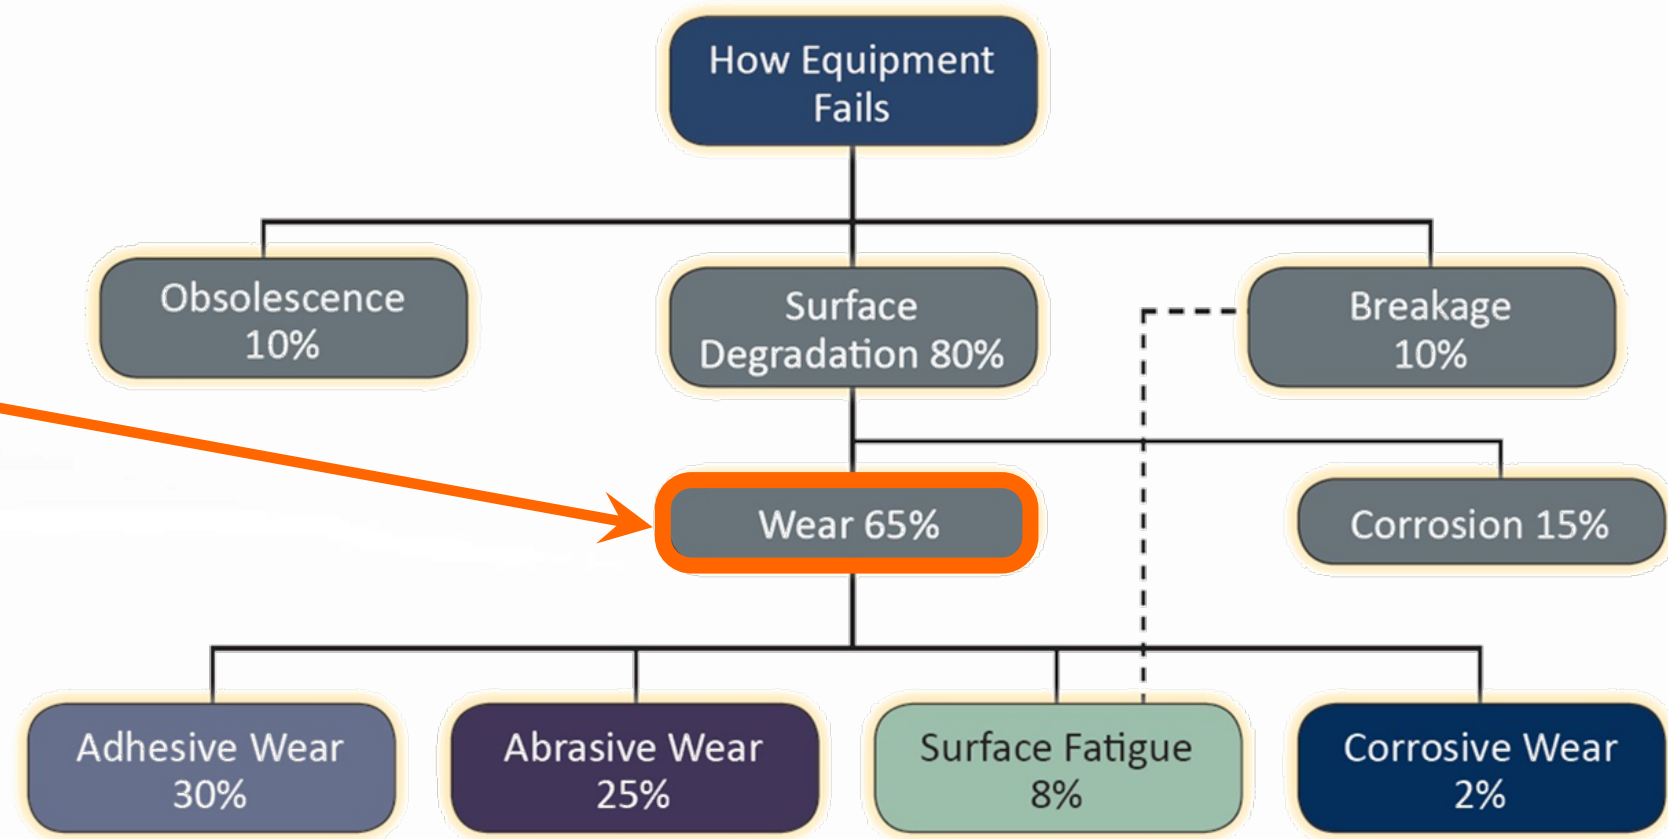 How Equipment
Fails
Obsolescence
10%
Surface
Degradation 80%
Breakage
10%
Wear 65%
Corrosion 15%
Adhesive Wear
30%
Abrasive Wear
25%
Surface Fatigue
8%
Corrosive Wear
2%